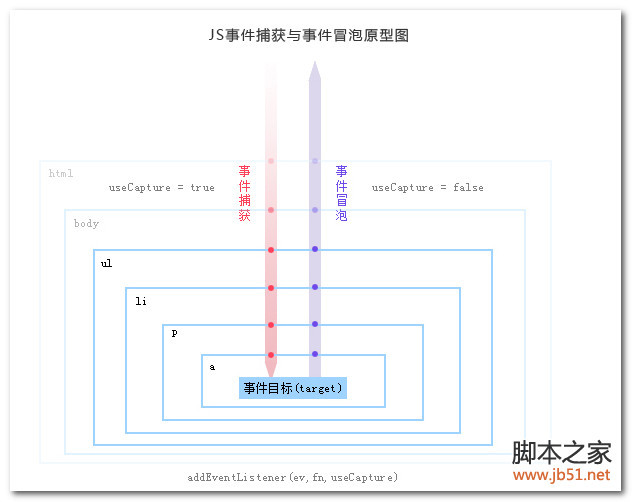 JS事件捕获与事件冒泡原型图
html
useCapture = true
事件捕获
事件冒泡
useCapture = false
body
ul
li
p
a
事件目标(target)
addEventListener(ev, fn, useCapture)
脚本之家
www.jb51.net